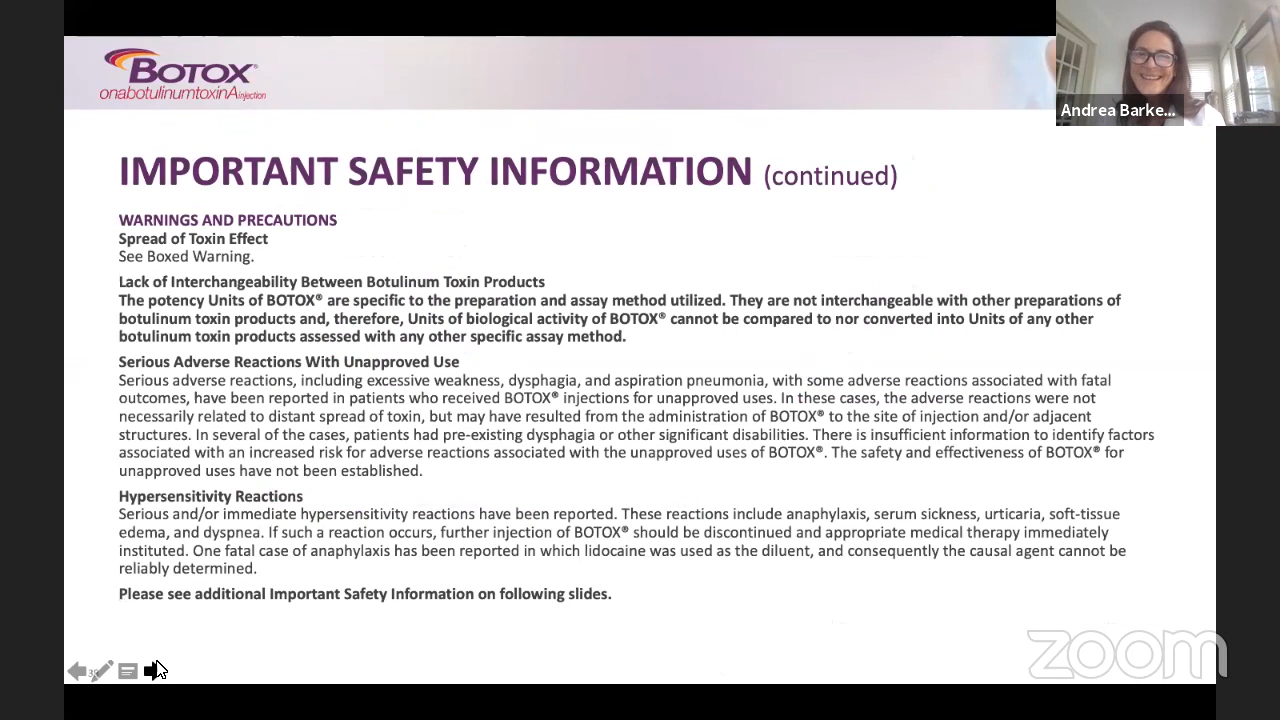 BOTOX®
onabotulinumtoxinA injection
Andrea Barke...
IMPORTANT SAFETY INFORMATION (continued)
WARNINGS AND PRECAUTIONS
Spread of Toxin Effect
See Boxed Warning.
Lack of Interchangeability Between Botulinum Toxin Products
The potency Units of BOTOX® are specific to the preparation and assay method utilized. They are not interchangeable with other preparations of
botulinum toxin products and, therefore, Units of biological activity of BOTOX® cannot be compared to nor converted into Units of any other
botulinum toxin products assessed with any other specific assay method.
Serious Adverse Reactions With Unapproved Use
Serious adverse reactions, including excessive weakness, dysphagia, and aspiration pneumonia, with some adverse reactions associated with fatal
outcomes, have been reported in patients who received BOTOX® injections for unapproved uses. In these cases, the adverse reactions were not
necessarily related to distant spread of toxin, but may have resulted from the administration of BOTOX® to the site of injection and/or adjacent
structures. In several of the cases, patients had pre-existing dysphagia or other significant disabilities. There is insufficient information to identify factors
associated with an increased risk for adverse reactions associated with the unapproved uses of BOTOX®. The safety and effectiveness of BOTOX® for
unapproved uses have not been established.
Hypersensitivity Reactions
Serious and/or immediate hypersensitivity reactions have been reported. These reactions include anaphylaxis, serum sickness, urticaria, soft-tissue
edema, and dyspnea. If such a reaction occurs, further injection of BOTOX® should be discontinued and appropriate medical therapy immediately
instituted. One fatal case of anaphylaxis has been reported in which lidocaine was used as the diluent, and consequently the causal agent cannot be
reliably determined.
Please see additional Important Safety Information on following slides.
zoom